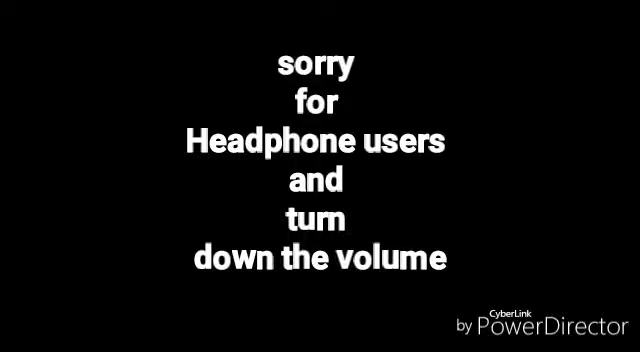 sorry
for
Headphone users
and
turn
down the volume
CyberLink
by PowerDirector